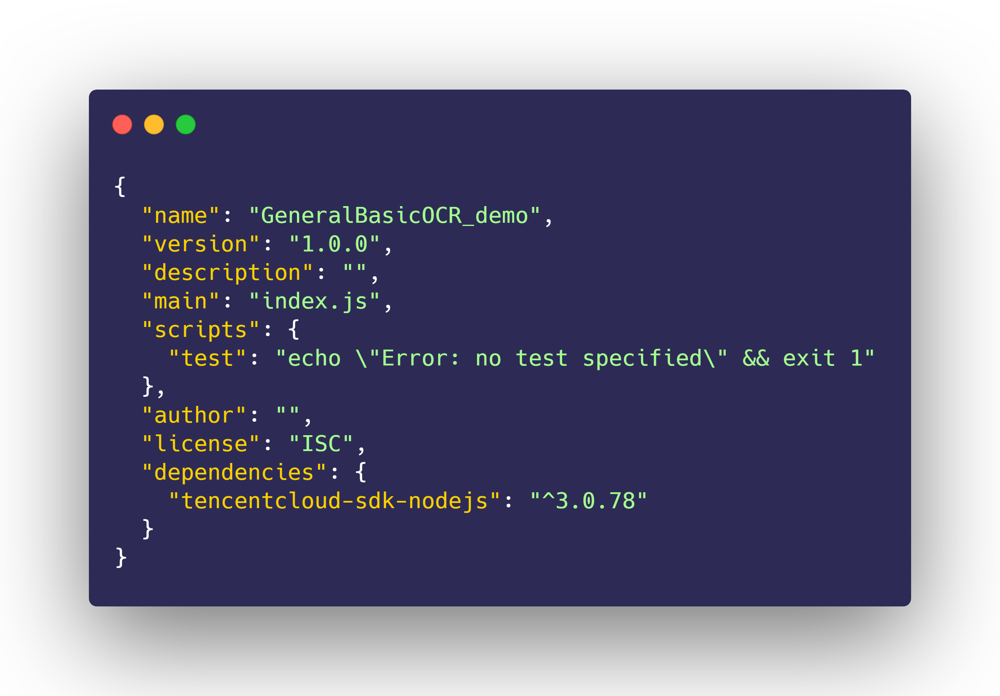 {
  "name": "GeneralBasicOCR_demo",
  "version": "1.0.0",
  "description": "",
  "main": "index.js",
  "scripts": {
    "test": "echo \"Error: no test specified\" && exit 1"
  },
  "author": "",
  "license": "ISC",
  "dependencies": {
    "tencentcloud-sdk-nodejs": "^3.0.78"
  }
}